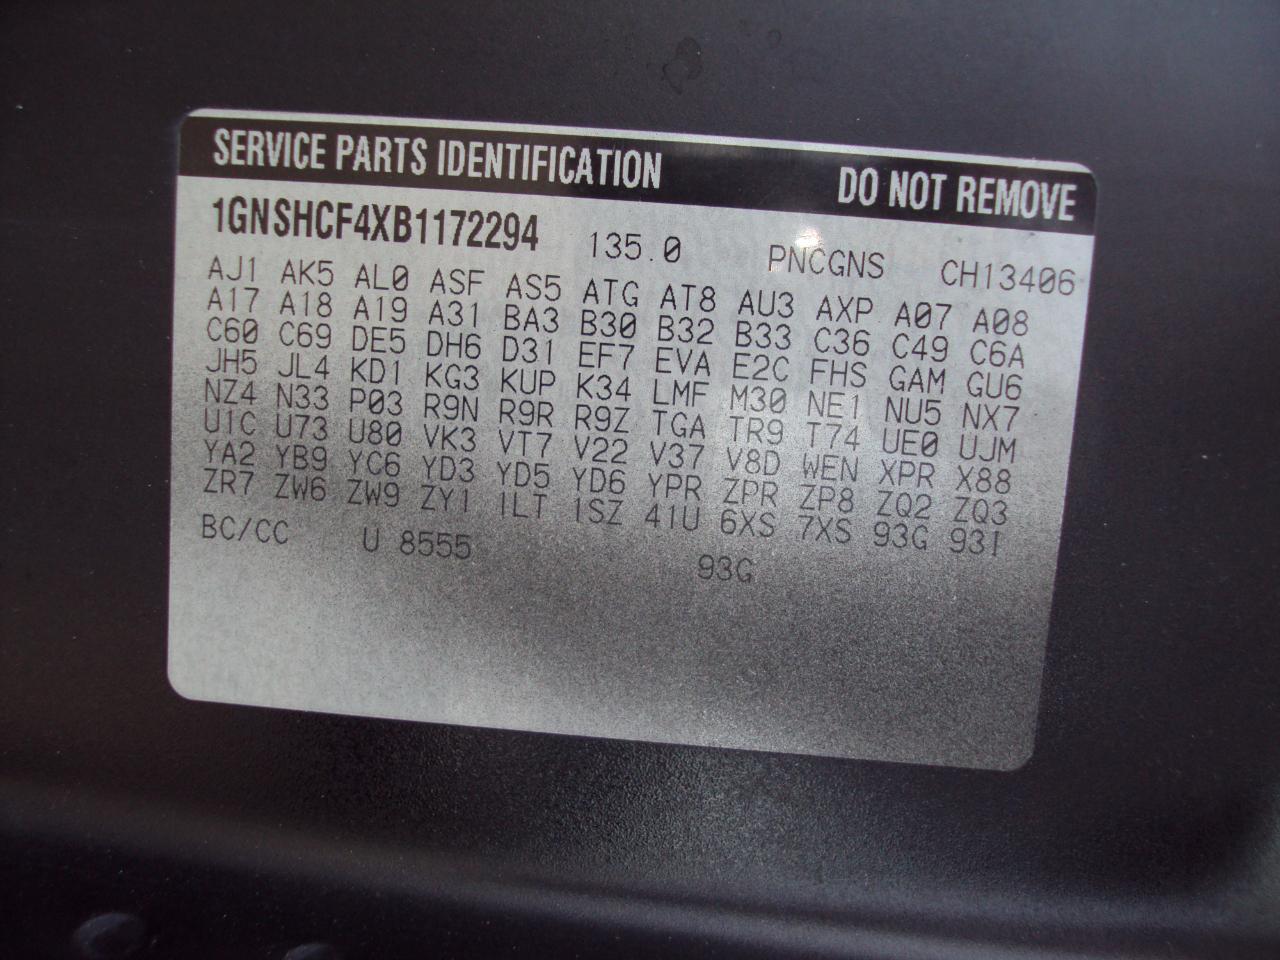 SERVICE PARTS IDENTIFICATION DO NOT REMOVE
1GNSHCF4XB1172294 135.0 PNCGNS CH13406
AJ1 AK5 AL0 ASF AS5 ATG AT8 AU3 AXP A07 A08
A17 A18 A19 A31 BA3 B30 B32 B33 C36 C49 C6A
C60 C69 DE5 DH6 D31 EF7 EVA E2C FHS GAM GU6
JH5 JL4 KD1 KG3 KUP K34 LMF M30 NE1 NU5 NX7
NZ4 N33 P03 R9N R9R R9Z TGA TR9 T74 UE0 UJM
U1C U73 U80 VK3 VT7 V22 V37 V8D WEN XPR X88
YA2 YB9 YC6 YD3 YD5 YD6 YPR ZPR ZP8 ZQ2 ZQ3
ZR7 ZW6 ZW9 ZY1 1LT 1SZ 41U 6XS 7XS 93G 93I
BC/CC U 8555 93G